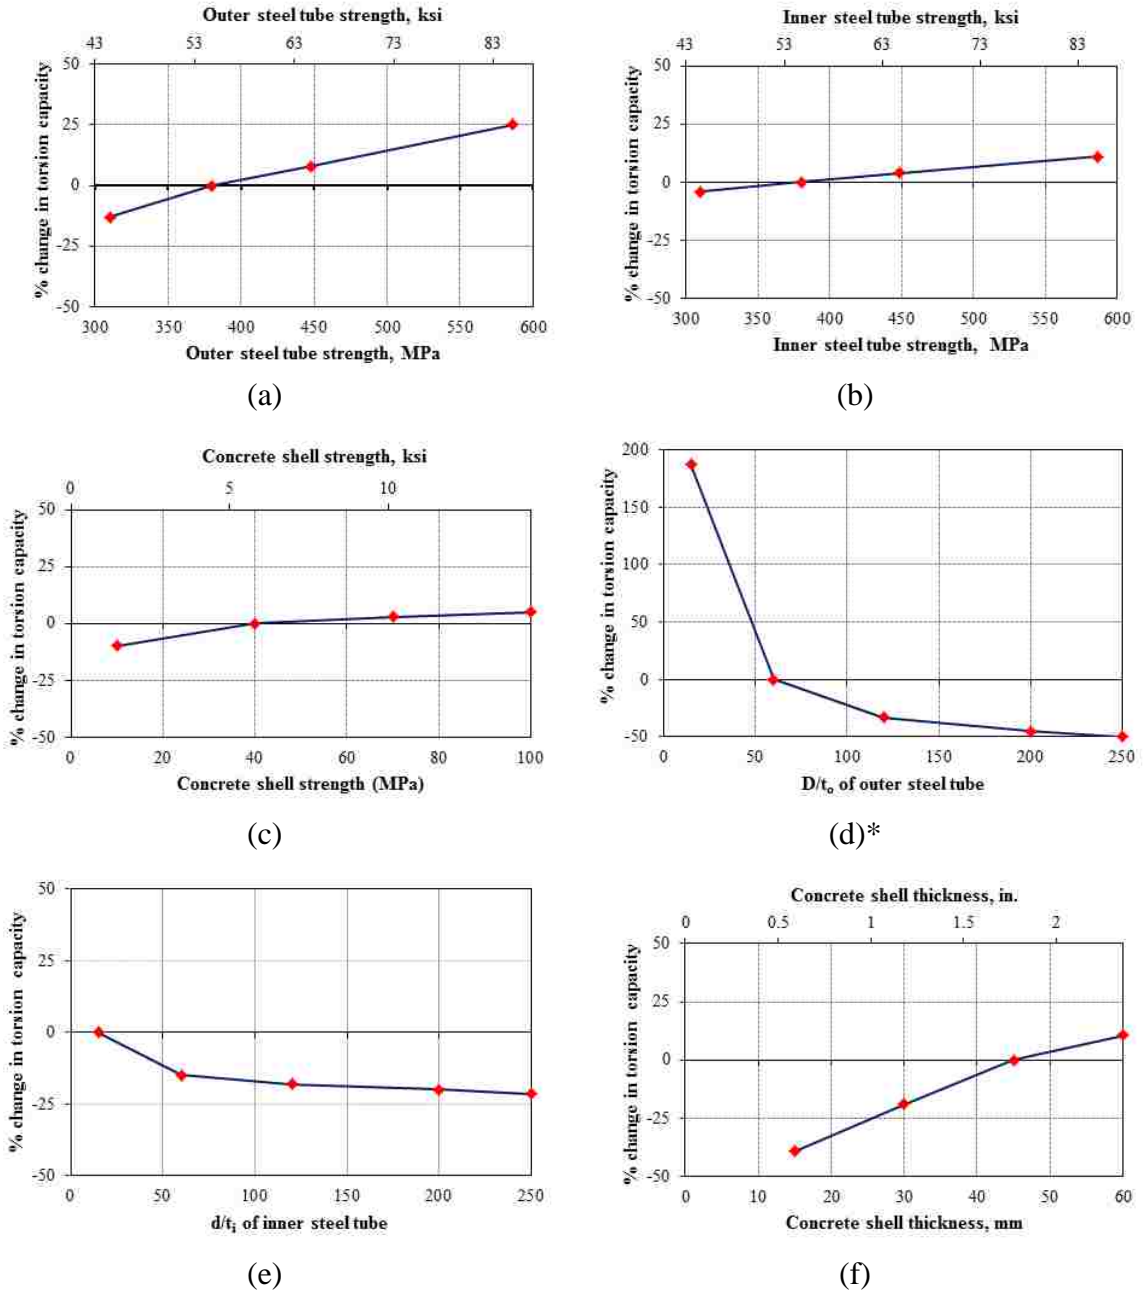 Outer steel tube strength, ksi
43 53 63 73 83
50
25
0
-25
-50
% change in torsion capacity
300 350 400 450 500 550 600
Outer steel tube strength, MPa
(a)
Inner steel tube strength, ksi
43 53 63 73 83
50
25
0
-25
-50
% change in torsion capacity
300 350 400 450 500 550 600
Inner steel tube strength, MPa
(b)
Concrete shell strength, ksi
0 5 10
50
25
0
-25
-50
% change in torsion capacity
0 20 40 60 80 100
Concrete shell strength (MPa)
(c)
200
150
100
50
0
-50
% change in torsion capacity
0 50 100 150 200 250
D/to of outer steel tube
(d)*
50
25
0
-25
-50
% change in torsion capacity
0 50 100 150 200 250
d/ti of inner steel tube
(e)
Concrete shell thickness, in.
0 0.5 1 1.5 2
50
25
0
-25
-50
% change in torsion capacity
0 10 20 30 40 50 60
Concrete shell thickness, mm
(f)